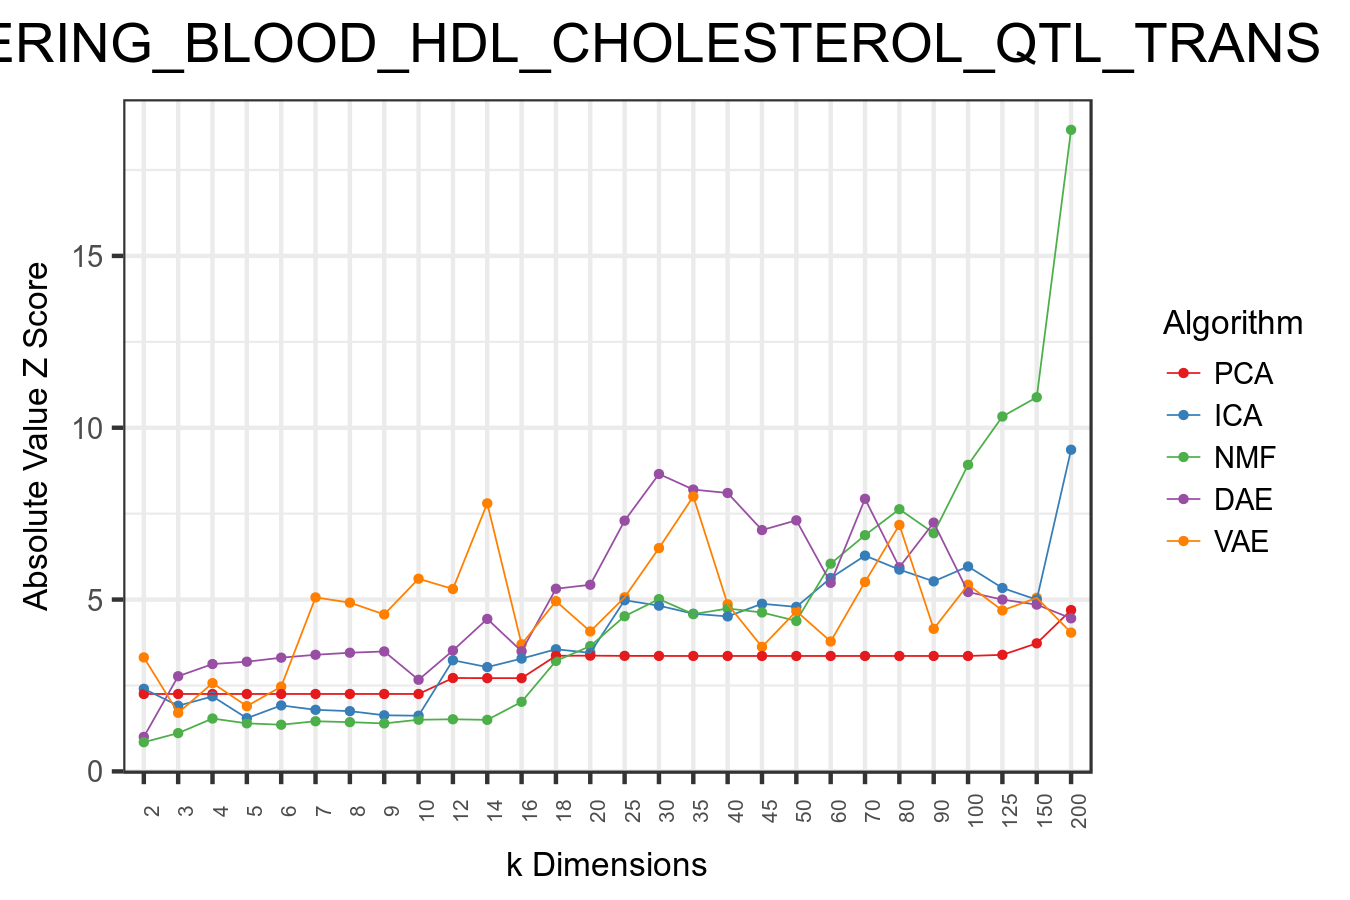 ERING_BLOOD_HDL_CHOLESTEROL_QTL_TRANS
Absolute Value Z Score
15
10
5
0
2 3 4 5 6 7 8 9 10 12 14 16 18 20 25 30 35 40 45 50 60 70 80 90 100 125 150 200
k Dimensions
Algorithm
PCA
ICA
NMF
DAE
VAE